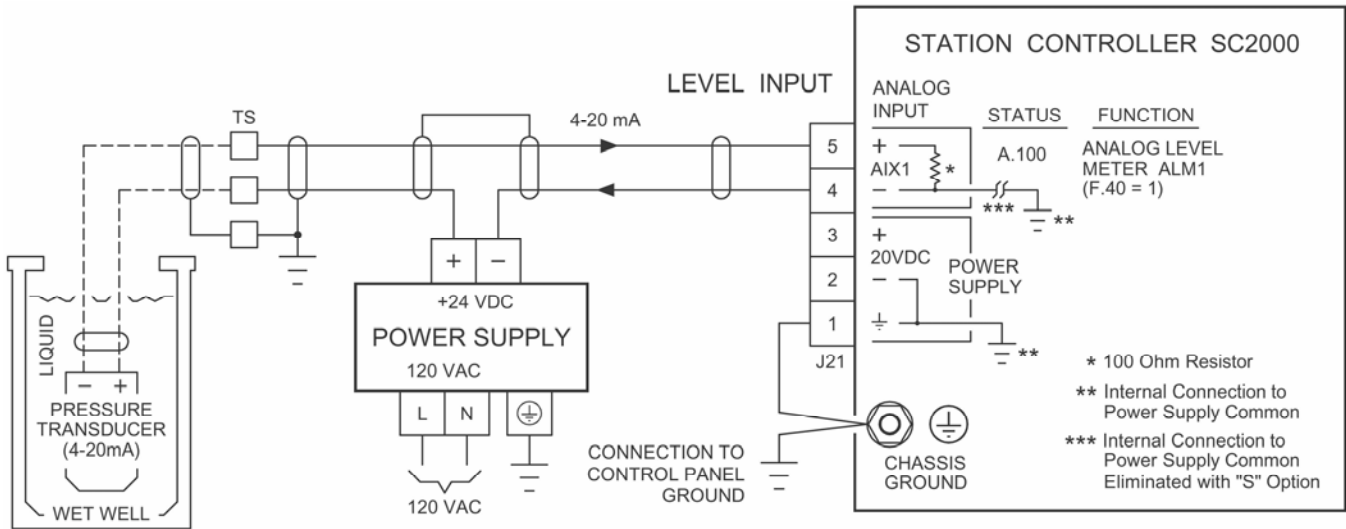 STATION CONTROLLER SC2000
LEVEL INPUT
ANALOG
INPUT
STATUS
FUNCTION
TS
4-20 mA
5
+
AIX1
*
A.100
ANALOG LEVEL
METER ALM1
(F.40 = 1)
4
-
***
**
3
+
20VDC
2
-
POWER
SUPPLY
1
**
J21
+
-
+24 VDC
POWER SUPPLY
120 VAC
L
N
120 VAC
LIQUID
-
+
PRESSURE
TRANSDUCER
(4-20mA)
WET WELL
CONNECTION TO
CONTROL PANEL
GROUND
CHASSIS
GROUND
* 100 Ohm Resistor
** Internal Connection to
Power Supply Common
*** Internal Connection to
Power Supply Common
Eliminated with "S" Option